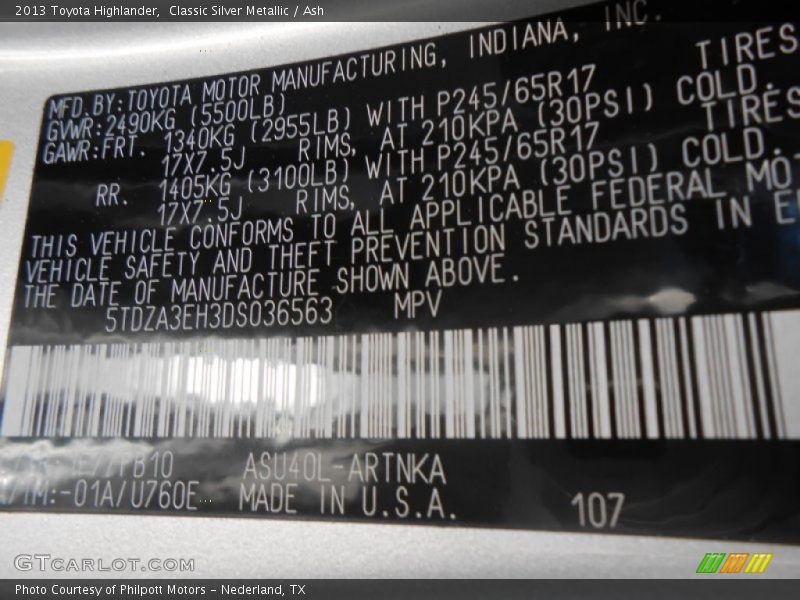 2013 Toyota Highlander, Classic Silver Metallic / Ash
MFD. BY: TOYOTA MOTOR MANUFACTURING, INDIANA, INC.
GVWR: 2490KG (5500LB)
GAWR: FRT. 1340KG (2955LB) WITH P245/65R17 TIRES
17X7.5J RIMS, AT 210KPA (30PSI) COLD.
RR. 1405KG (3100LB) WITH P245/65R17 TIRES
17X7.5J RIMS, AT 210KPA (30PSI) COLD.
THIS VEHICLE CONFORMS TO ALL APPLICABLE FEDERAL MO-
VEHICLE SAFETY AND THEFT PREVENTION STANDARDS IN
THE DATE OF MANUFACTURE SHOWN ABOVE.
5TDZA3EH3DS036563 MPV
ASU40L-ARTNKA
-01A/U760E MADE IN U.S.A. 107
GTCARLOT.COM
Photo Courtesy of Philpott Motors - Nederland, TX